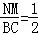 NM/BC = 1/2